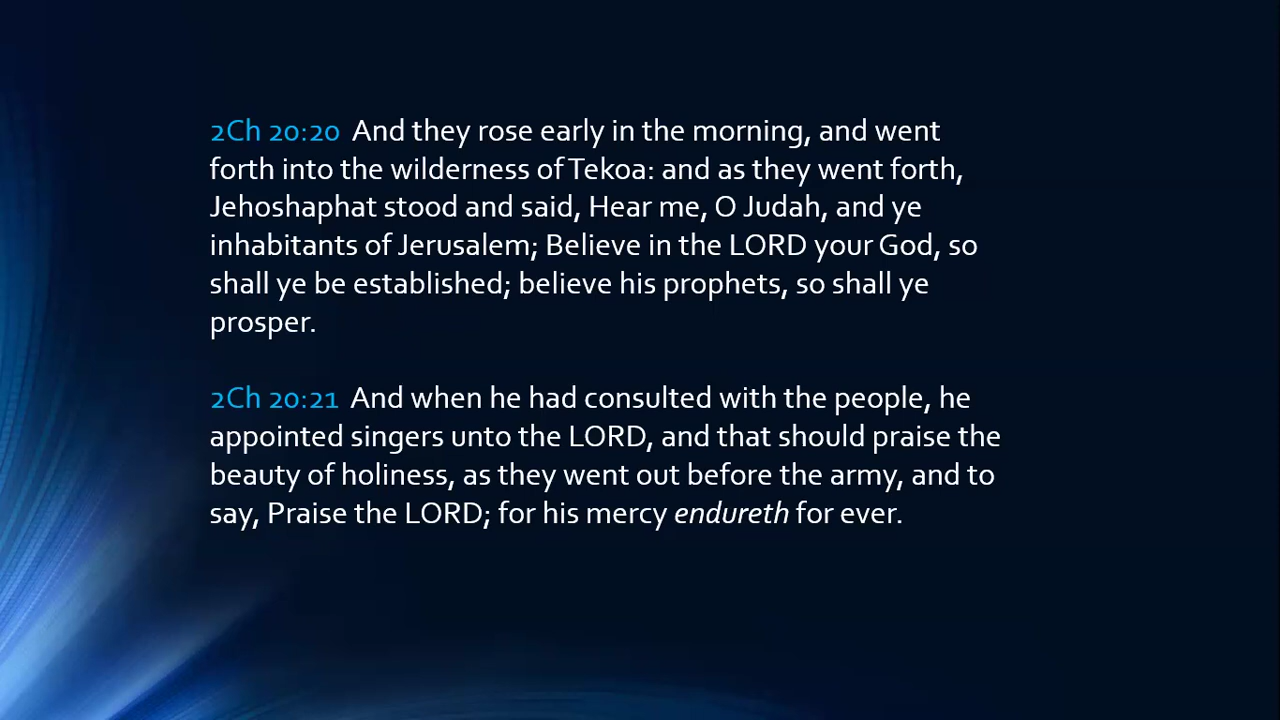 2Ch 20:20 And they rose early in the morning, and went
forth into the wilderness of Tekoa: and as they went forth,
Jehoshaphat stood and said, Hear me, O Judah, and ye
inhabitants of Jerusalem; Believe in the LORD your God, so
shall ye be established; believe his prophets, so shall ye
prosper.
2Ch 20:21 And when he had consulted with the people, he
appointed singers unto the LORD, and that should praise the
beauty of holiness, as they went out before the army, and to
say, Praise the LORD; for his mercy endureth for ever.